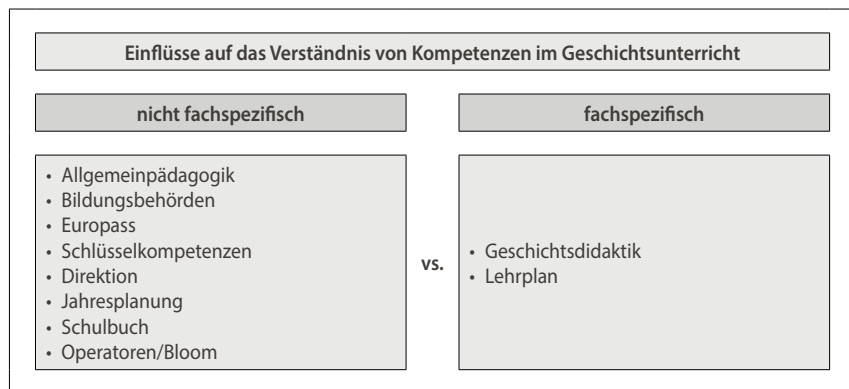 Einflüsse auf das Verständnis von Kompetenzen im Geschichtsunterricht
nicht fachspezifisch
fachspezifisch
• Allgemeinpädagogik
• Bildungsbehörden
• Europass
• Schlüsselkompetenzen
• Direktion
• Jahresplanung
• Schulbuch
• Operatoren/Bloom
vs.
• Geschichtsdidaktik
• Lehrplan